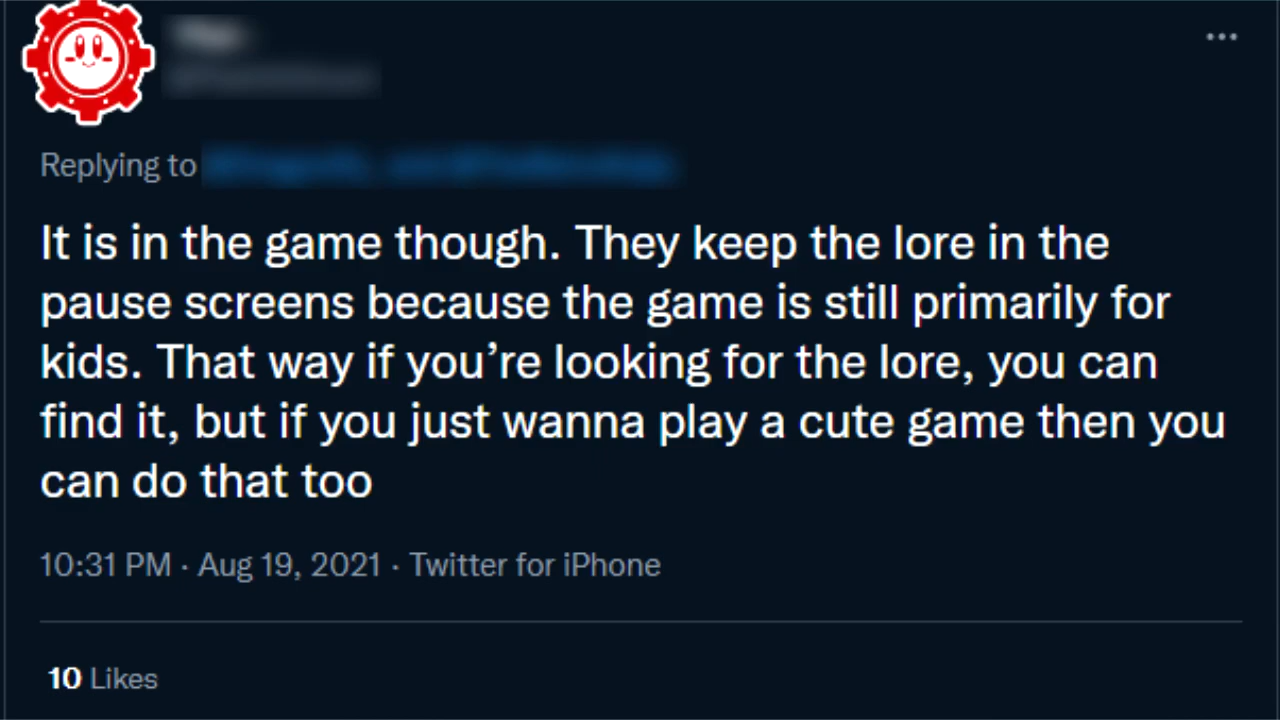 Replying to
It is in the game though. They keep the lore in the
pause screens because the game is still primarily for
kids. That way if you’re looking for the lore, you can
find it, but if you just wanna play a cute game then you
can do that too
10:31 PM · Aug 19, 2021 · Twitter for iPhone
10 Likes